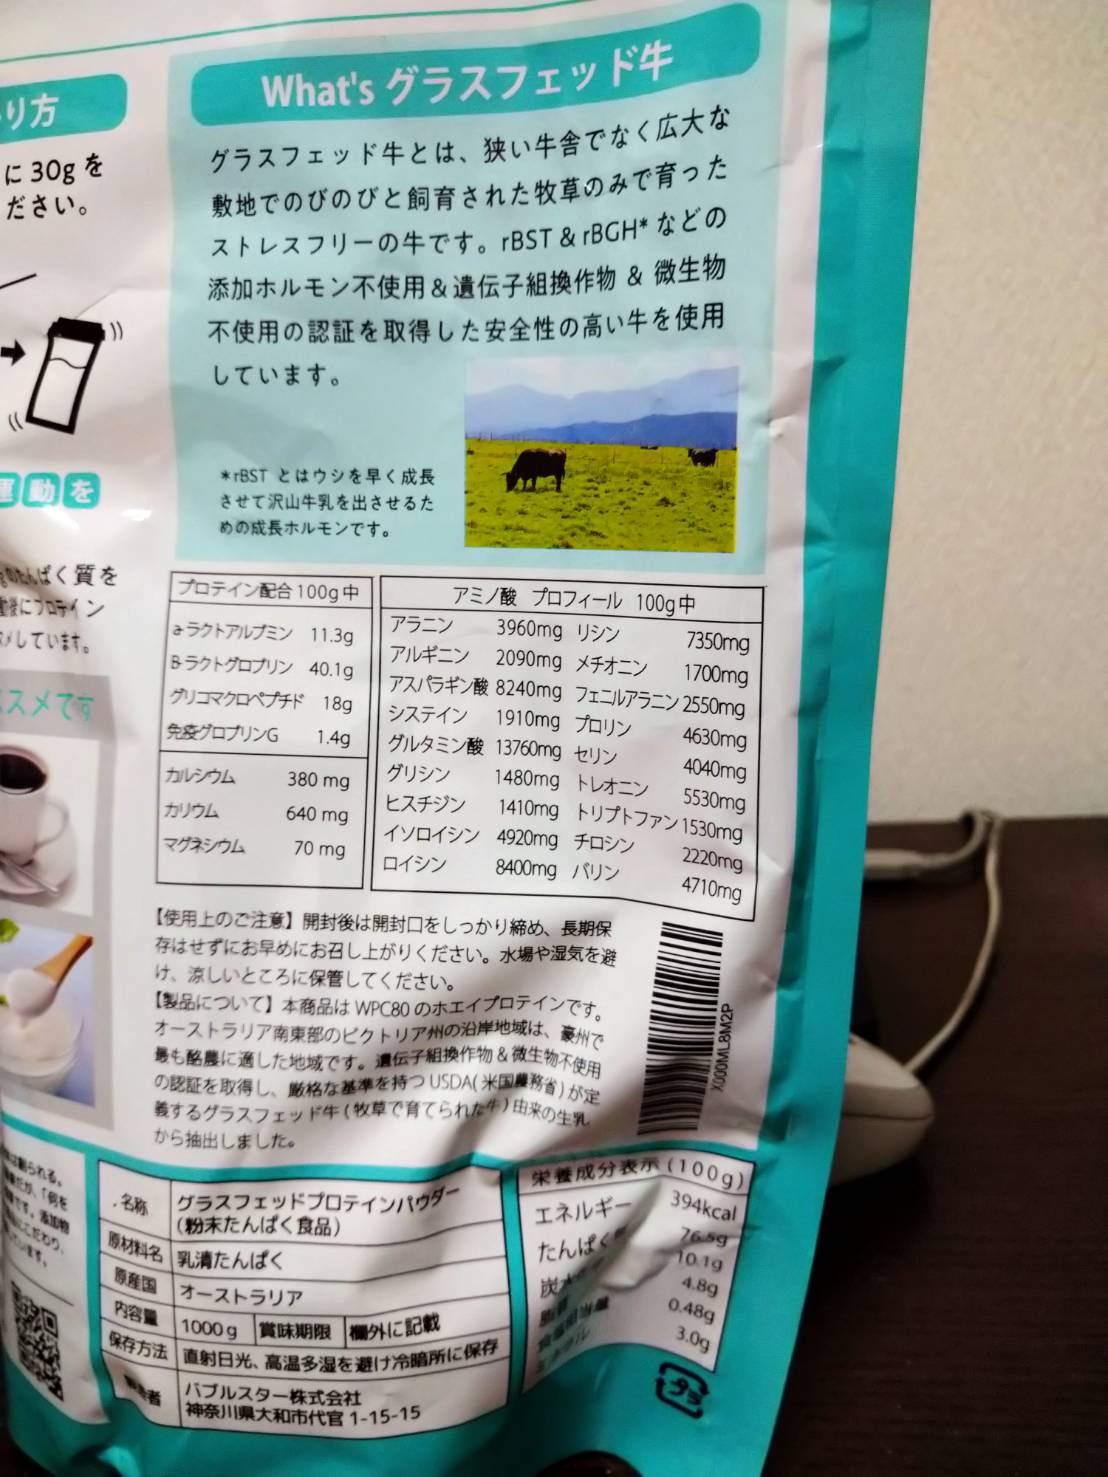 り方
に 30g を
ださい。
運動を
たんぱく質を
プロテイン
しています。
ススメです
What's グラスフェッド牛
グラスフェッド牛とは、狭い牛舎でなく広大な
敷地でのびのびと飼育された牧草のみで育った
ストレスフリーの牛です。rBST & rBGH* などの
添加ホルモン不使用&遺伝子組換作物 & 微生物
不使用の認証を取得した安全性の高い牛を使用
しています。
*rBST とはウシを早く成長
させて沢山牛乳を出させるた
めの成長ホルモンです。
プロテイン配合100g中
a-ラクトアルブミン 11.3g
B-ラクトグロブリン 40.1g
グリコマクロペプチド 18g
免疫グロブリンG 1.4g
カルシウム 380 mg
カリウム 640 mg
マグネシウム 70 mg
アミノ酸 プロフィール 100g中
アラニン 3960mg リシン 7350mg
アルギニン 2090mg メチオニン 1700mg
アスパラギン酸 8240mg フェニルアラニン 2550mg
システイン 1910mg プロリン 4630mg
グルタミン酸 13760mg セリン 4040mg
グリシン 1480mg トレオニン 5530mg
ヒスチジン 1410mg トリプトファン 1530mg
イソロイシン 4920mg チロシン 2220mg
ロイシン 8400mg バリン 4710mg
【使用上のご注意】開封後は開封口をしっかり締め、長期保
存はせずにお早めにお召し上がりください。水場や湿気を避
け、涼しいところに保管してください。
【製品について】本商品は WPC80 のホエイプロテインです。
オーストラリア南東部のビクトリア州の沿岸地域は、豪州で
最も酪農に適した地域です。遺伝子組換作物 & 微生物不使用
の認証を取得し、厳格な基準を持つ USDA(米国農務省)が定
義するグラスフェッド牛(牧草で育てられた牛)由来の生乳
から抽出しました。
X000ML8M2P
名称 グラスフェッドプロテインパウダー
(粉末たんぱく食品)
原材料名 乳清たんぱく
原産国 オーストラリア
内容量 1000g 賞味期限 欄外に記載
保存方法 直射日光、高温多湿を避け冷暗所に保存
者 バブルスター株式会社
神奈川県大和市代官 1-15-15
栄養成分表示 (100g)
エネルギー 394kcal
たんぱく 76.5g
炭 10.1g
4.8g
0.48g
3.0g
プラ